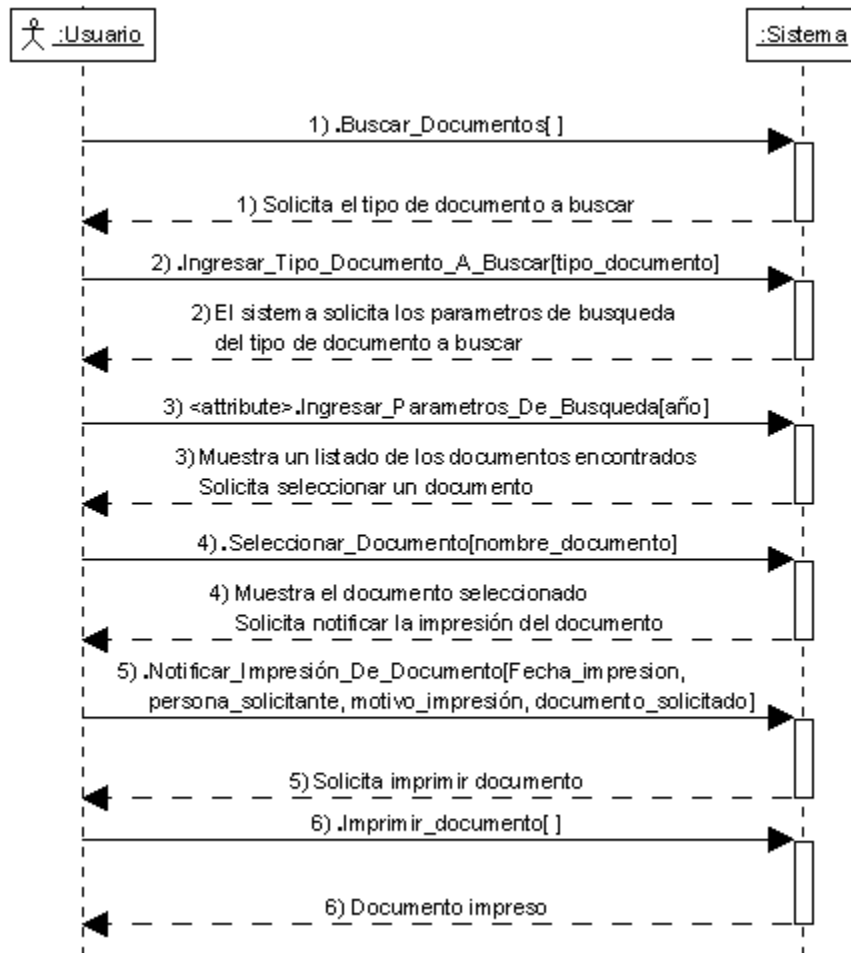 :Usuario
:Sistema
1) .Buscar_Documentos[ ]
1) Solicita el tipo de documento a buscar
2) .Ingresar_Tipo_Documento_A_Buscar[tipo_documento]
2) El sistema solicita los parametros de busqueda
del tipo de documento a buscar
3) <attribute>.Ingresar_Parametros_De_Busqueda[año]
3) Muestra un listado de los documentos encontrados
Solicita seleccionar un documento
4) .Seleccionar_Documento[nombre_documento]
4) Muestra el documento seleccionado
Solicita notificar la impresión del documento
5) .Notificar_Impresión_De_Documento[Fecha_impresion,
persona_solicitante, motivo_impresión, documento_solicitado]
5) Solicita imprimir documento
6) .Imprimir_documento[ ]
6) Documento impreso